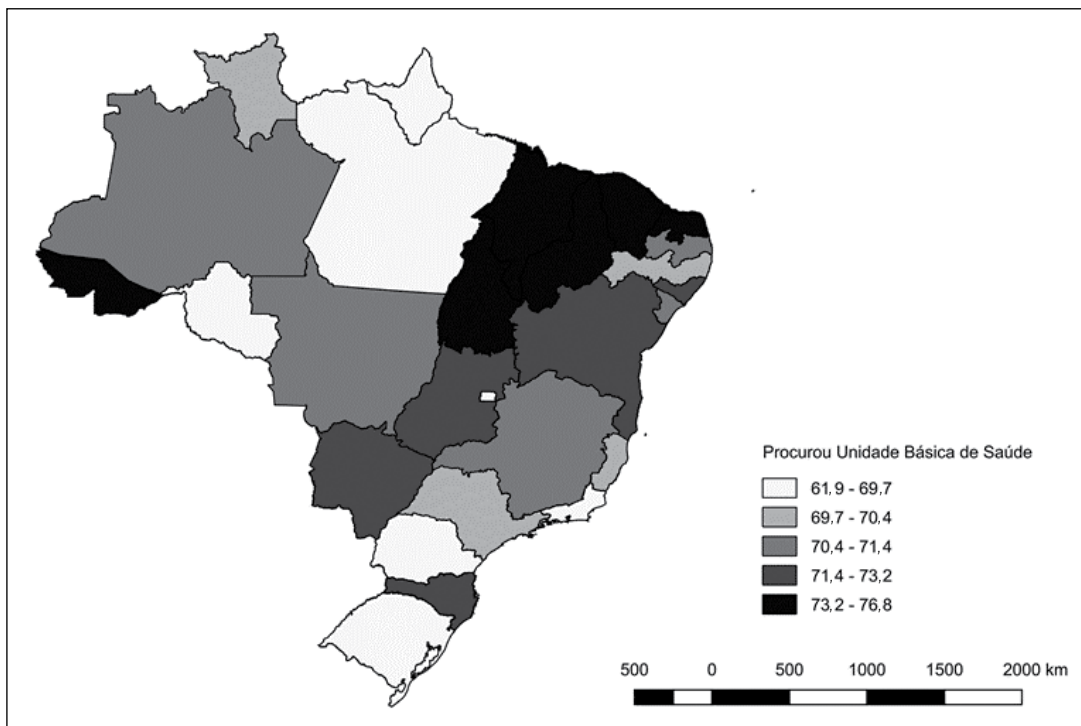 Procurou Unidade Básica de Saúde
61,9 - 69,7
69,7 - 70,4
70,4 - 71,4
71,4 - 73,2
73,2 - 76,8
500 0 500 1000 1500 2000 km